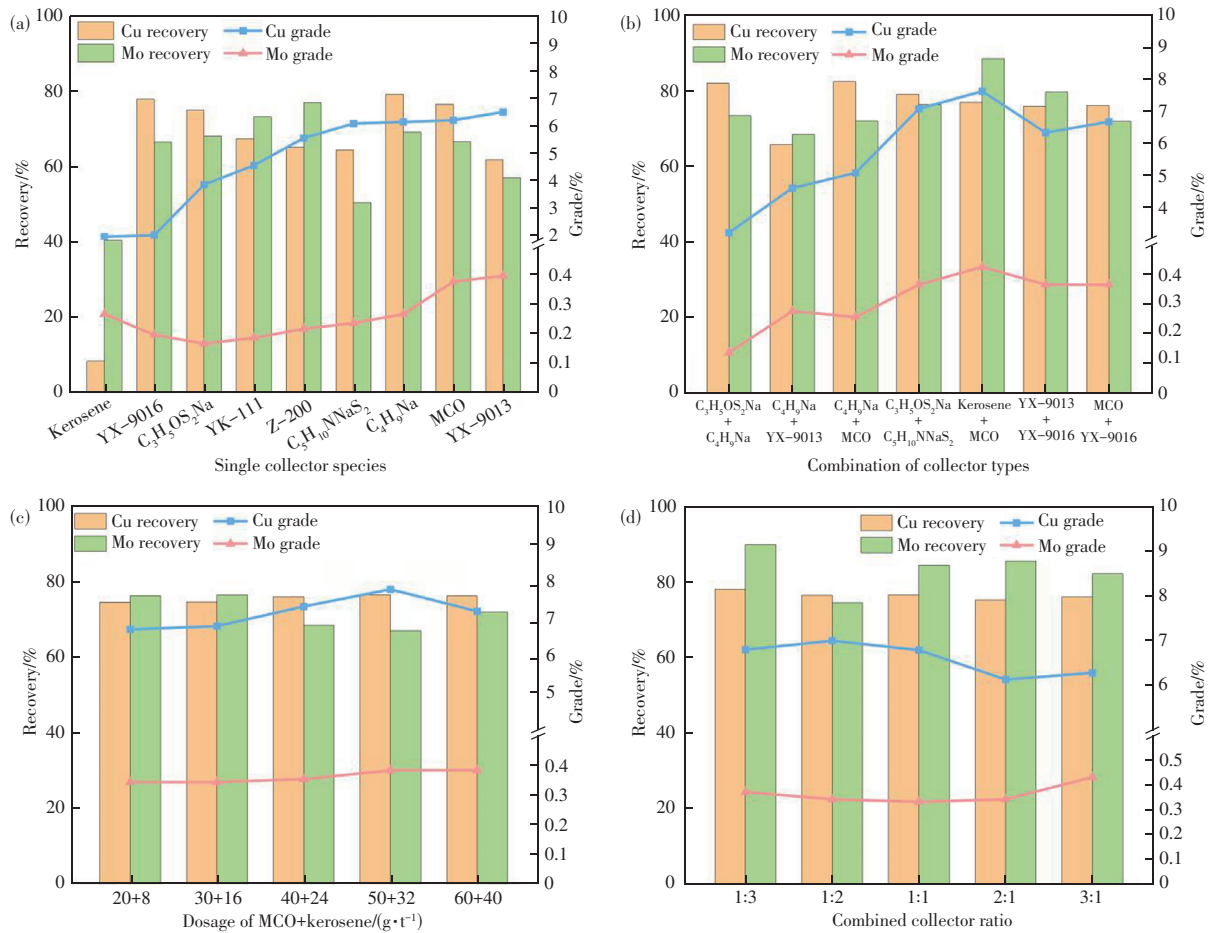 (a)
Cu recovery
Cu grade
Mo recovery
Mo grade
Recovery/%
100
80
60
40
20
0
Grade/%
10
9
8
7
6
5
4
3
2
0.4
0.3
0.2
0.1
0
Kerosene
YX-9016
C₃H₅OS₂Na
YK-111
Z-200
C₅H₁₀NNaS₂
C₄H₉Na
MCO
YX-9013
Single collector species
(b)
Cu recovery
Cu grade
Mo recovery
Mo grade
Recovery/%
100
80
60
40
20
0
Grade/%
10
9
8
7
6
5
4
0.4
0.3
0.2
0.1
0
C₃H₅OS₂Na + C₄H₉Na
C₄H₉Na + YX-9013
C₄H₉Na + MCO
C₃H₅OS₂Na + C₅H₁₀NNaS₂
Kerosene + MCO
YX-9013 + YX-9016
MCO + YX-9016
Combination of collector types
(c)
Cu recovery
Cu grade
Mo recovery
Mo grade
Recovery/%
100
80
60
40
20
0
Grade/%
10
9
8
7
6
5
0.4
0.3
0.2
0.1
0
20+8
30+16
40+24
50+32
60+40
Dosage of MCO+kerosene/(g·t⁻¹)
(d)
Cu recovery
Cu grade
Mo recovery
Mo grade
Recovery/%
100
80
60
40
20
0
Grade/%
10
9
8
7
6
0.5
0.4
0.3
0.2
0.1
0
1:3
1:2
1:1
2:1
3:1
Combined collector ratio